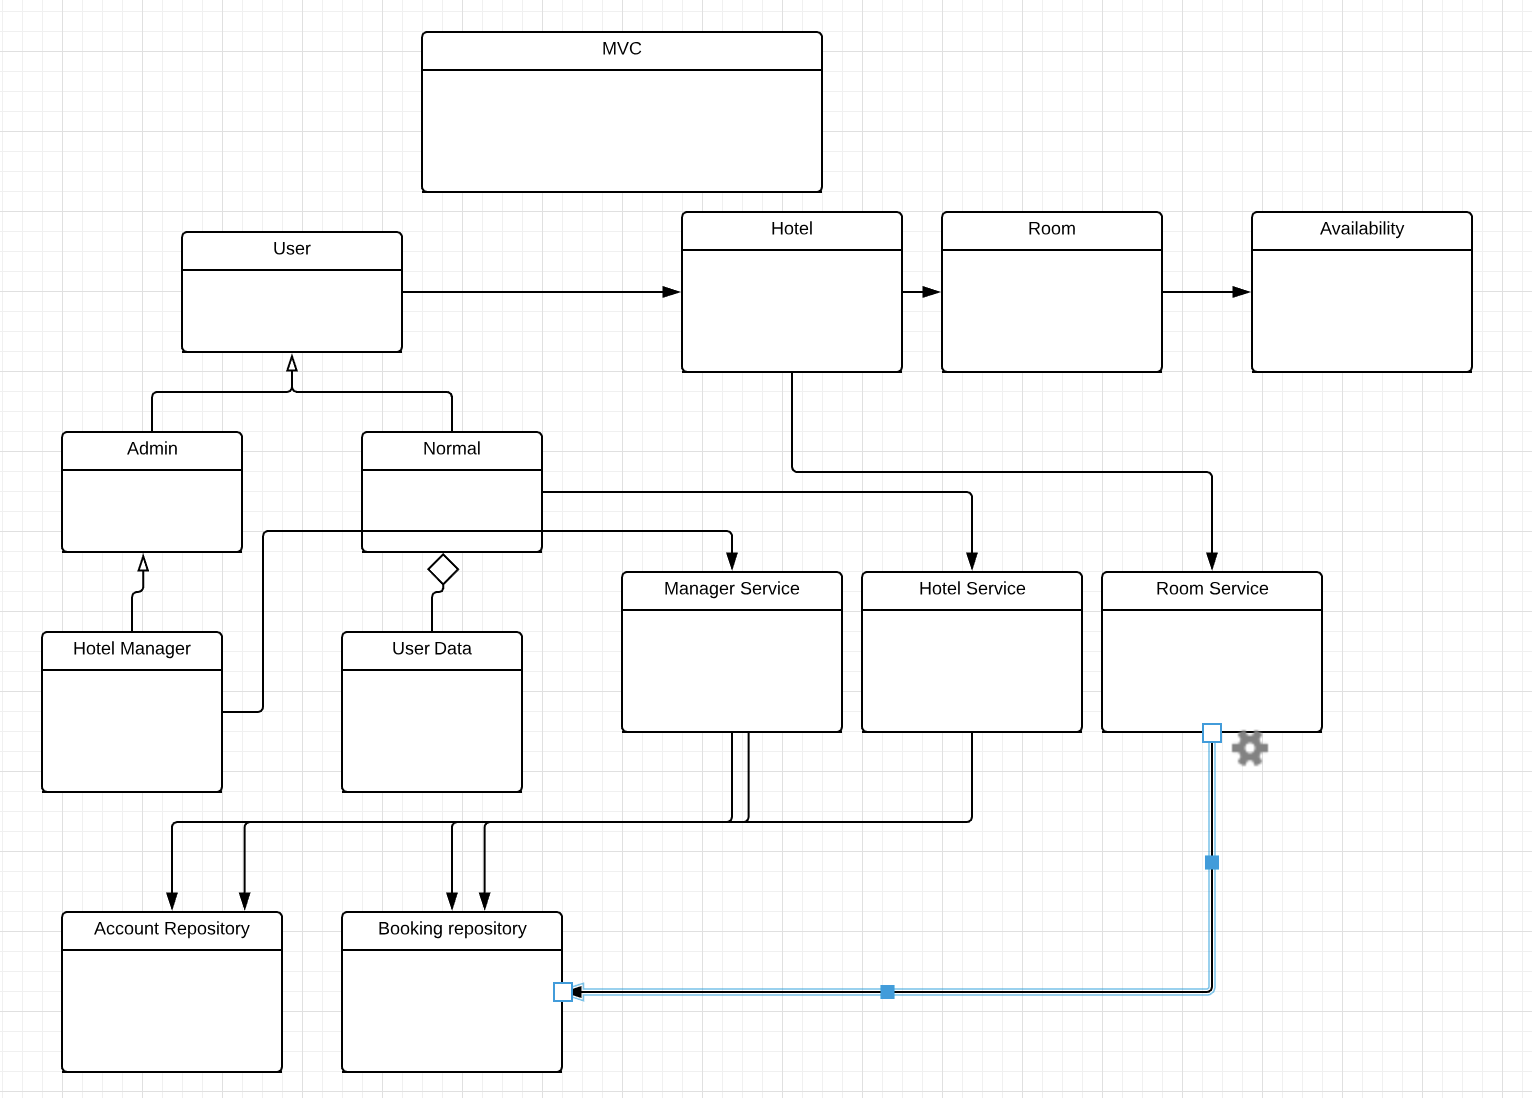 MVC
User
Hotel
Room
Availability
Admin
Normal
Manager Service
Hotel Service
Room Service
Hotel Manager
User Data
Account Repository
Booking repository